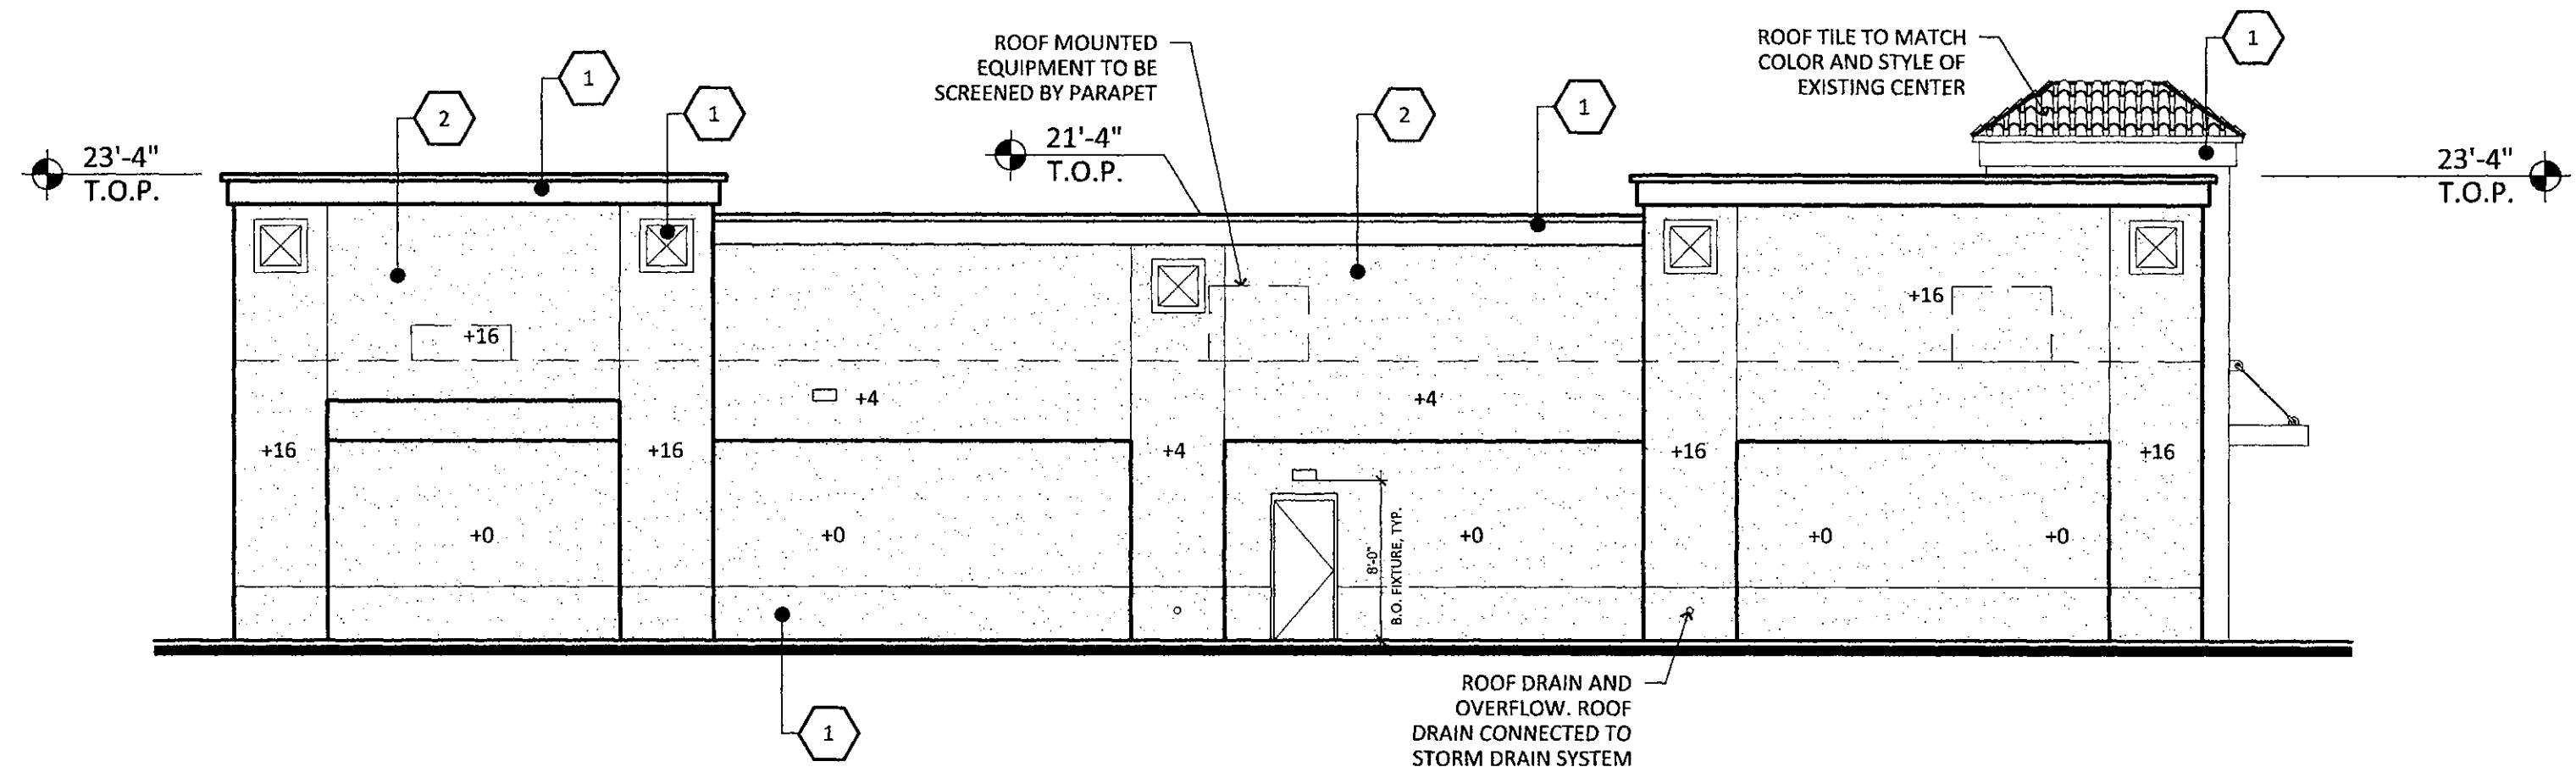 ROOF MOUNTED
EQUIPMENT TO BE
SCREENED BY PARAPET
ROOF TILE TO MATCH
COLOR AND STYLE OF
EXISTING CENTER
1
1
1
2
2
1
23'-4"
T.O.P.
21'-4"
T.O.P.
23'-4"
T.O.P.
+16
+16
+4
+4
+16
+16
+4
+16
+16
+0
+0
+0
+0
+0
8'-0"
B.O. FIXTURE, TYP.
1
ROOF DRAIN AND
OVERFLOW. ROOF
DRAIN CONNECTED TO
STORM DRAIN SYSTEM